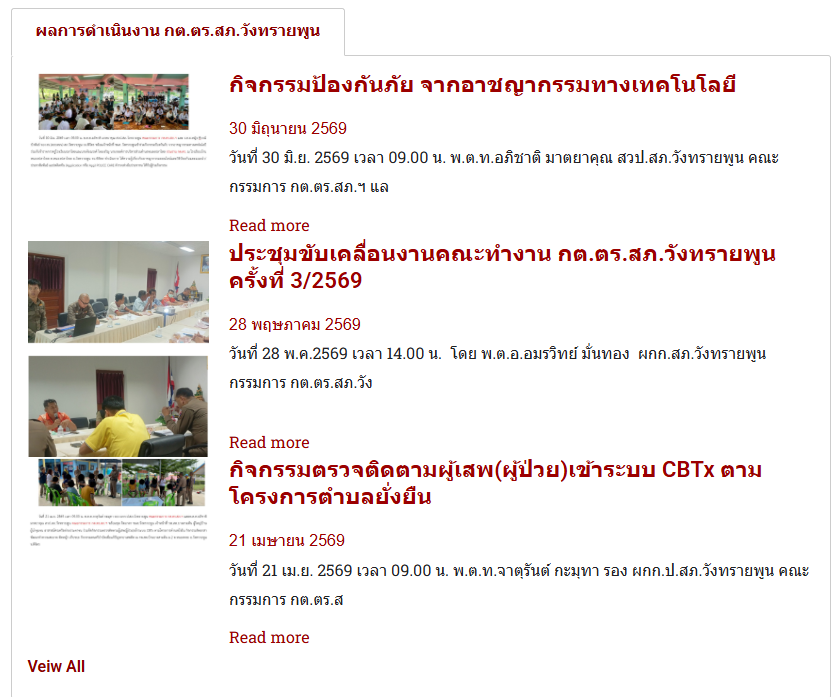 ผลการดำเนินงาน กต.ตร.สภ.วังทรายพูน
กิจกรรมป้องกันภัย จากอาชญากรรมทางเทคโนโลยี
30 มิถุนายน 2569
วันที่ 30 มิ.ย. 2569 เวลา 09.00 น. พ.ต.ท.อภิชาติ มาตยาคุณ สวป.สภ.วังทรายพูน คณะ
กรรมการ กต.ตร.สภ.ฯ แล
Read more
ประชุมขับเคลื่อนงานคณะทำงาน กต.ตร.สภ.วังทรายพูน
ครั้งที่ 3/2569
28 พฤษภาคม 2569
วันที่ 28 พ.ค.2569 เวลา 14.00 น.  โดย พ.ต.อ.อมรวิทย์ มั่นทอง  ผกก.สภ.วังทรายพูน
กรรมการ กต.ตร.สภ.วัง
Read more
กิจกรรมตรวจติดตามผู้เสพ(ผู้ป่วย)เข้าระบบ CBTx ตาม
โครงการตำบลยั่งยืน
21 เมษายน 2569
วันที่ 21 เม.ย. 2569 เวลา 09.00 น. พ.ต.ท.จาตุรันต์ กะมุทา รอง ผกก.ป.สภ.วังทรายพูน คณะ
กรรมการ กต.ตร.ส
Read more
Veiw All